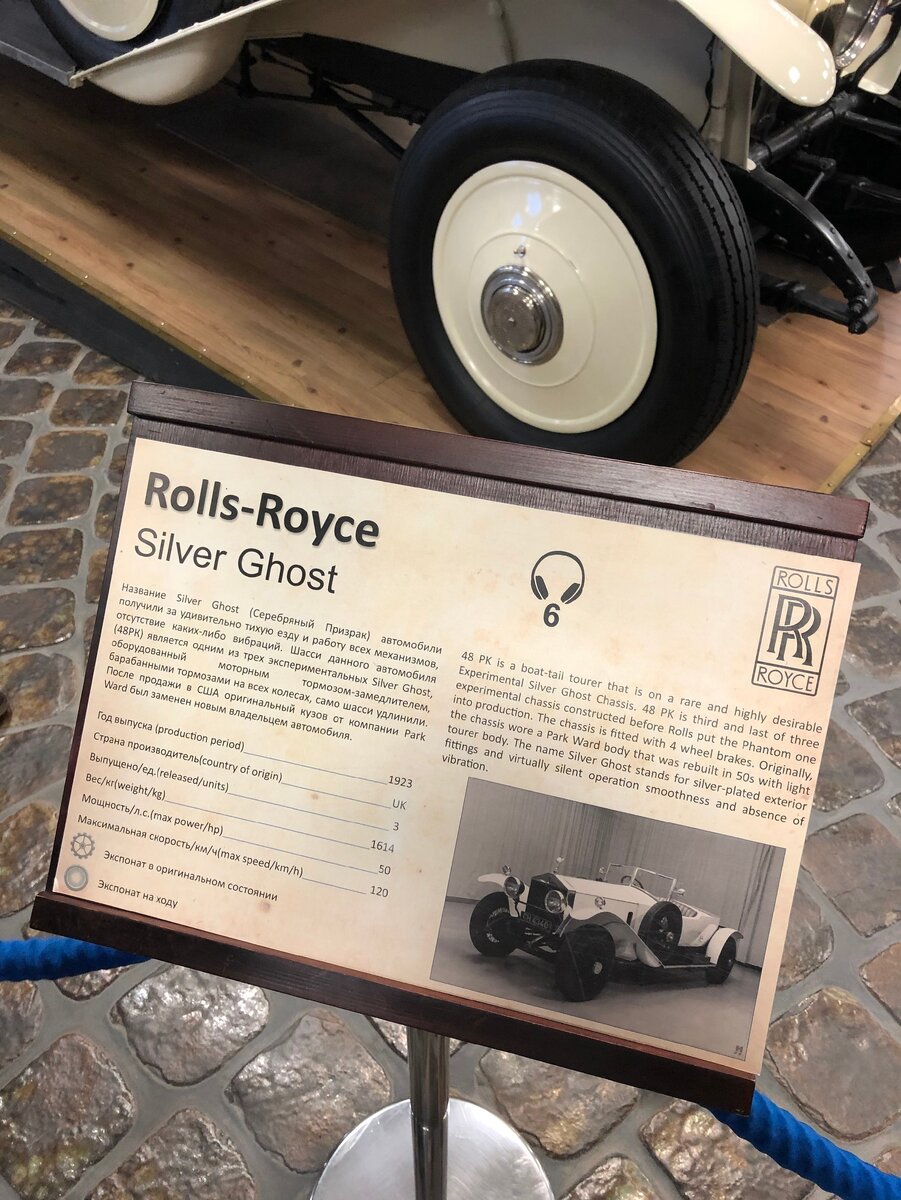 Rolls-Royce
Silver Ghost
Название Silver Ghost (Серебряный Призрак) автомобили
получили за удивительно тихую езду и работу всех механизмов,
отсутствие каких-либо вибраций. Шасси данного автомобиля
(48РК) является одним из трех экспериментальных Silver Ghost,
оборудованный моторным тормозом-замедлителем,
барабанными тормозами на всех колесах, само шасси удлинили.
После продажи в США оригинальный кузов от компании Park
Ward был заменен новым владельцем автомобиля.
Год выпуска (production period) 1923
Страна производитель(country of origin) UK
Выпущено/ед.(released/units) 3
Вес/кг(weight/kg) 1614
Мощность/л.с.(max power/hp) 50
Максимальная скорость/км/ч(max speed/km/h) 120
Экспонат в оригинальном состоянии
Экспонат на ходу
6
ROLLS
RR
ROYCE
48 PK is a boat-tail tourer that is on a rare and highly desirable
Experimental Silver Ghost Chassis. 48 PK is third and last of three
experimental chassis constructed before Rolls put the Phantom one
into production. The chassis is fitted with 4 wheel brakes. Originally,
the chassis wore a Park Ward body that was rebuilt in 50s with light
tourer body. The name Silver Ghost stands for silver-plated exterior
fittings and virtually silent operation smoothness and absence of
vibration.